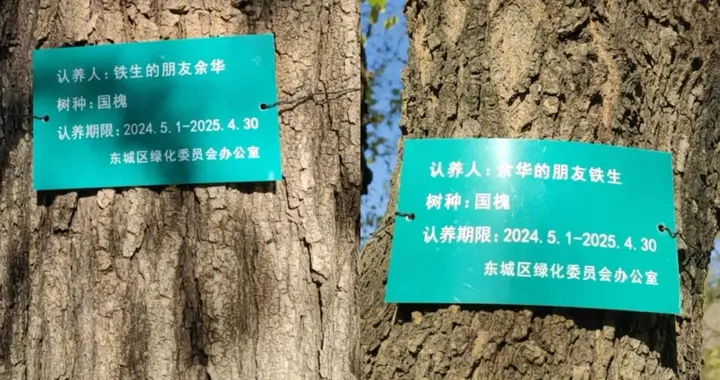 认养人：铁生的朋友余华
树种：国槐
认养期限：2024.5.1-2025.4.30
东城区绿化委员会办公室
认养人：余华的朋友铁生
树种：国槐
认养期限：2024.5.1-2025.4.30
东城区绿化委员会办公室